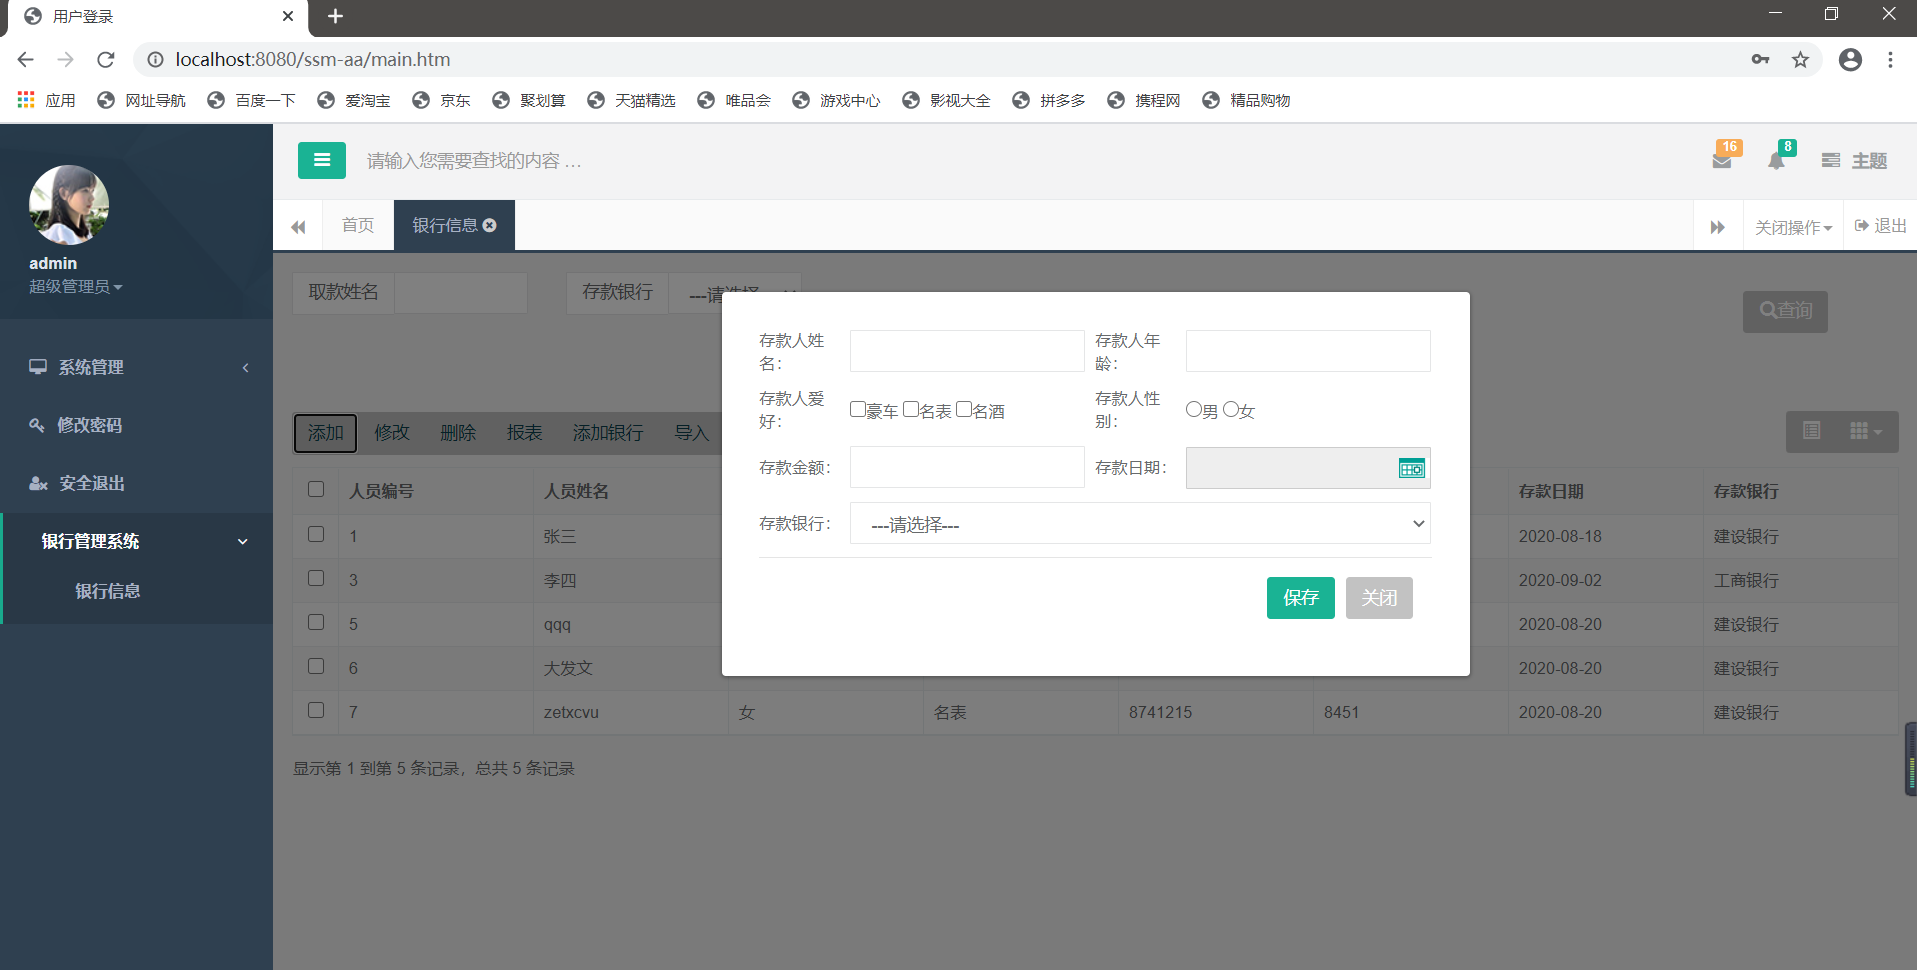 用户登录
localhost:8080/ssm-aa/main.htm
应用 网址导航 百度一下 爱淘宝 京东 聚划算 天猫精选 唯品会 游戏中心 影视大全 拼多多 携程网 精品购物
admin
超级管理员
系统管理
修改密码
安全退出
银行管理系统
银行信息
请输入您需要查找的内容 …
16
8
主题
首页
银行信息
关闭操作
退出
取款姓名
存款银行
---请选择
查询
添加 修改 删除 报表 添加银行 导入
人员编号 人员姓名 存款日期 存款银行
1 张三 2020-08-18 建设银行
3 李四 2020-09-02 工商银行
5 qqq 2020-08-20 建设银行
6 大发文 2020-08-20 建设银行
7 zetxcvu 女 名表 8741215 8451 2020-08-20 建设银行
显示第 1 到第 5 条记录，总共 5 条记录
存款人姓
名：
存款人年
龄：
存款人爱
好：
豪车 名表 名酒
存款人性
别：
男 女
存款金额：
存款日期：
存款银行：
---请选择---
保存
关闭